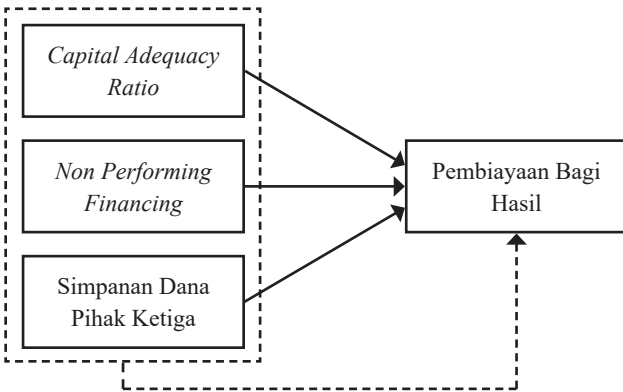 Capital Adequacy
Ratio
Non Performing
Financing
Simpanan Dana
Pihak Ketiga
Pembiayaan Bagi
Hasil